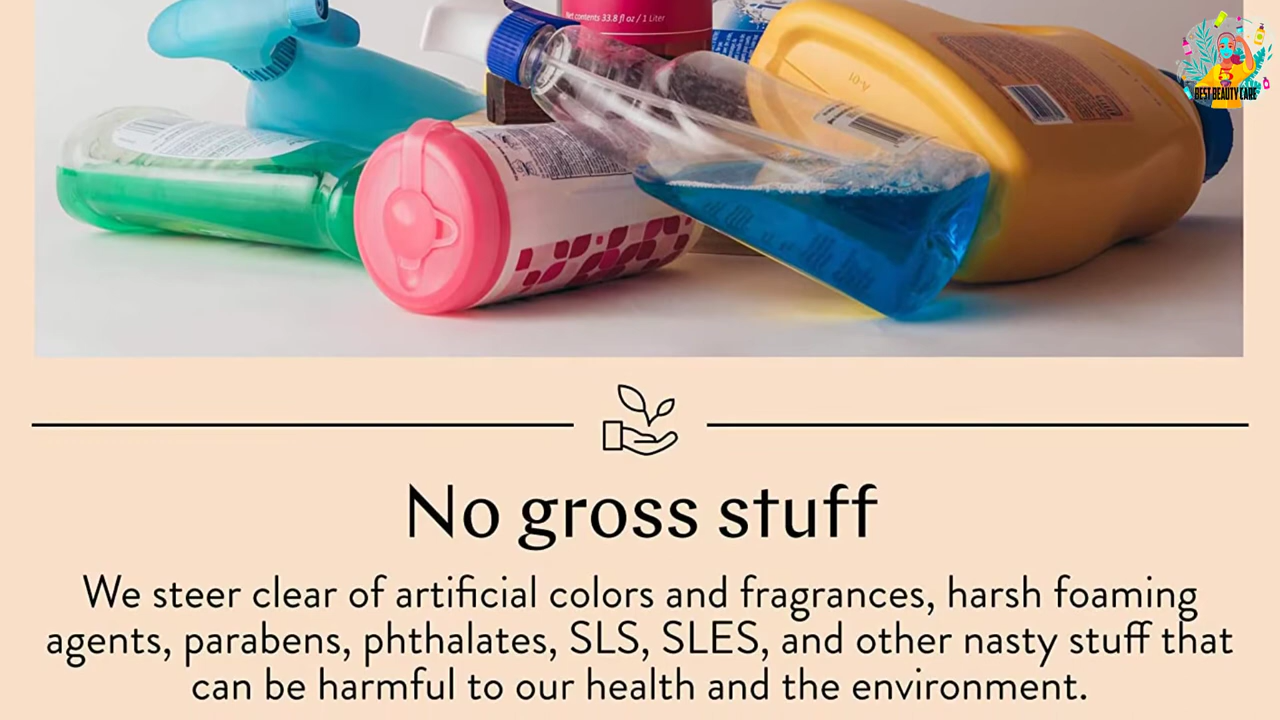 Net contents 33.8 fl oz / 1 Liter
BEST BEAUTY CARE
No gross stuff
We steer clear of artificial colors and fragrances, harsh foaming
agents, parabens, phthalates, SLS, SLES, and other nasty stuff that
can be harmful to our health and the environment.